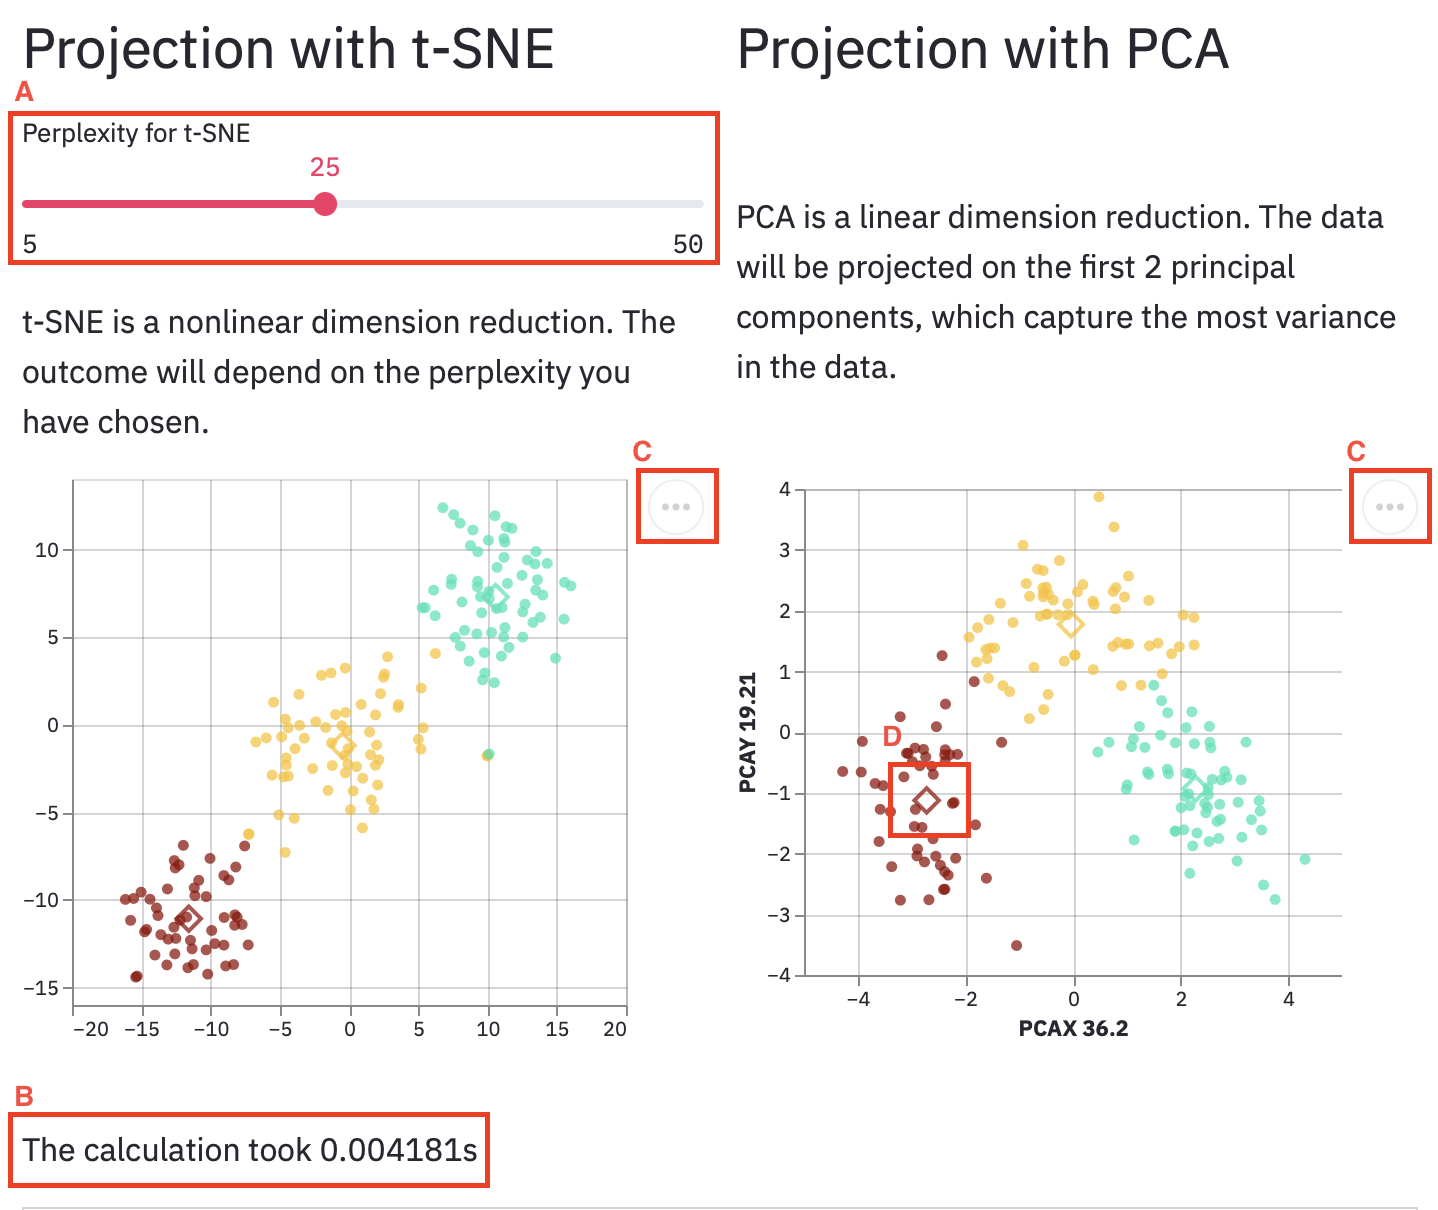 Projection with t-SNE
A
Perplexity for t-SNE
25
5 50
t-SNE is a nonlinear dimension reduction. The
outcome will depend on the perplexity you
have chosen.
C
10
5
0
−5
−10
−15
−20 −15 −10 −5 0 5 10 15 20
B
The calculation took 0.004181s
Projection with PCA
PCA is a linear dimension reduction. The data
will be projected on the first 2 principal
components, which capture the most variance
in the data.
C
4
3
2
1
0
−1
−2
−3
−4
PCAY 19.21
D
−4 −2 0 2 4
PCAX 36.2